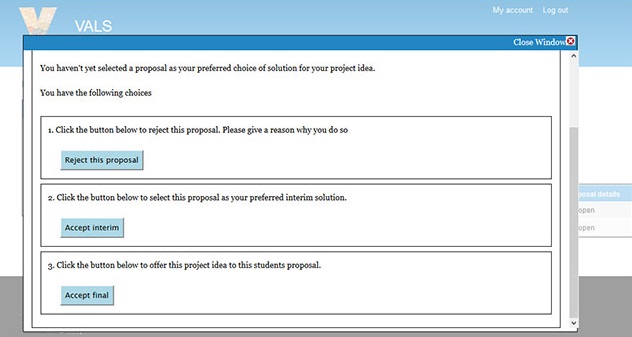 My account Log out
VALS
Close Window
You haven't yet selected a proposal as your preferred choice of solution for your project idea.
You have the following choices
1. Click the button below to reject this proposal. Please give a reason why you do so
Reject this proposal
2. Click the button below to select this proposal as your preferred interim solution.
posal details
open
Accept interim
open
3. Click the button below to offer this project idea to this students proposal.
Accept final